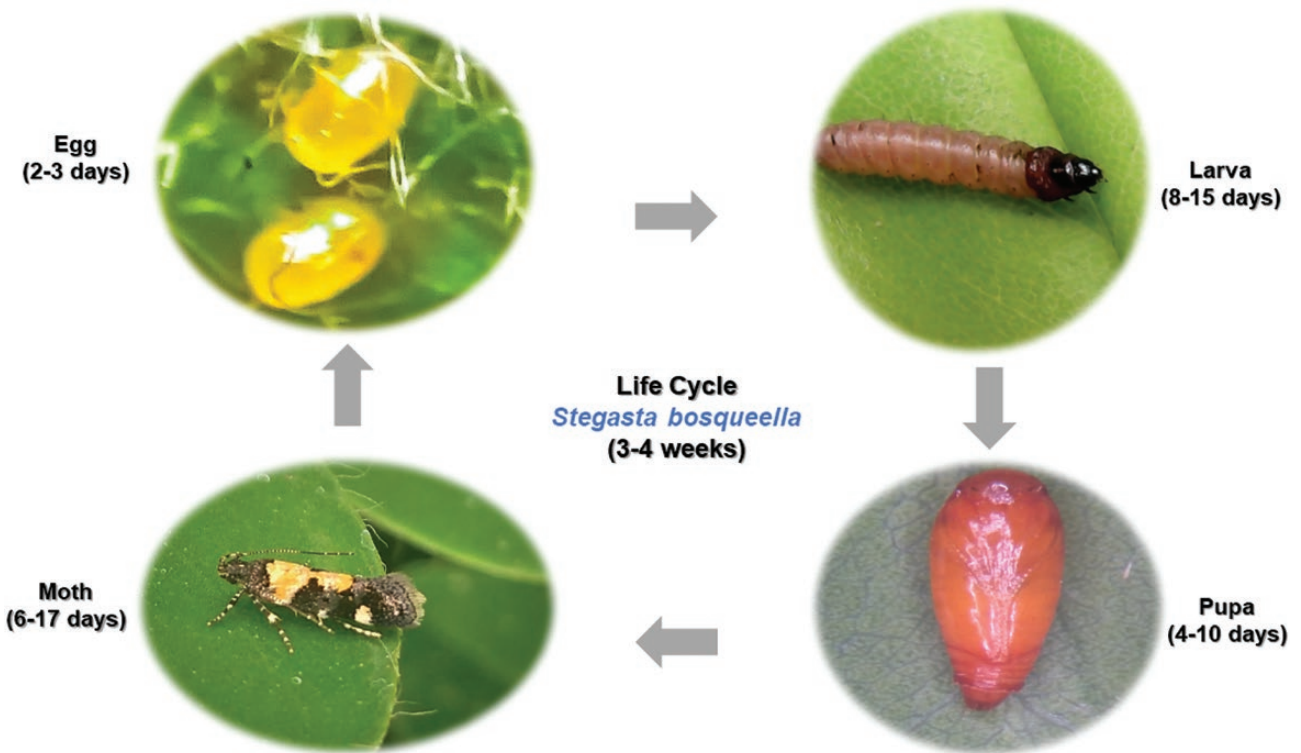 Egg
(2-3 days)
Larva
(8-15 days)
Life Cycle
Stegasta bosqueella
(3-4 weeks)
Moth
(6-17 days)
Pupa
(4-10 days)